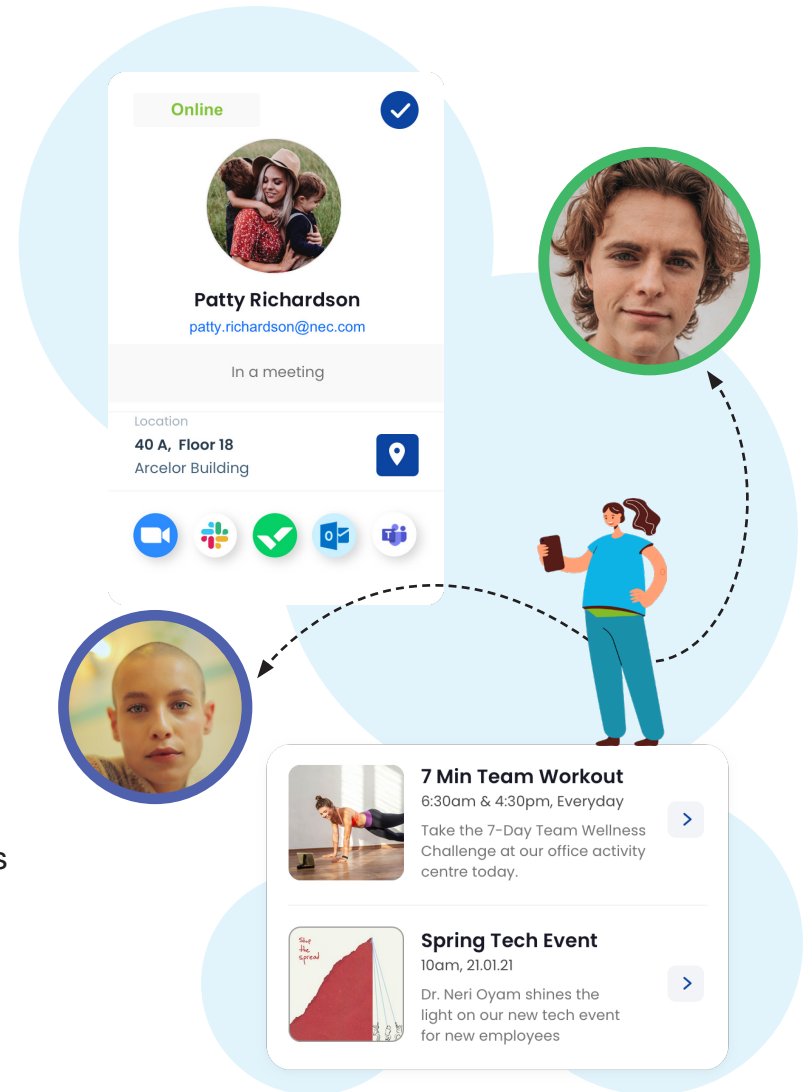 Online
Patty Richardson
patty.richardson@nec.com
In a meeting
Location
40 A, Floor 18
Arcelor Building
7 Min Team Workout
6:30am & 4:30pm, Everyday
Take the 7-Day Team Wellness
Challenge at our office activity
centre today.
s
Stop
the
spread
Spring Tech Event
10am, 21.01.21
Dr. Neri Oyam shines the
light on our new tech event
for new employees